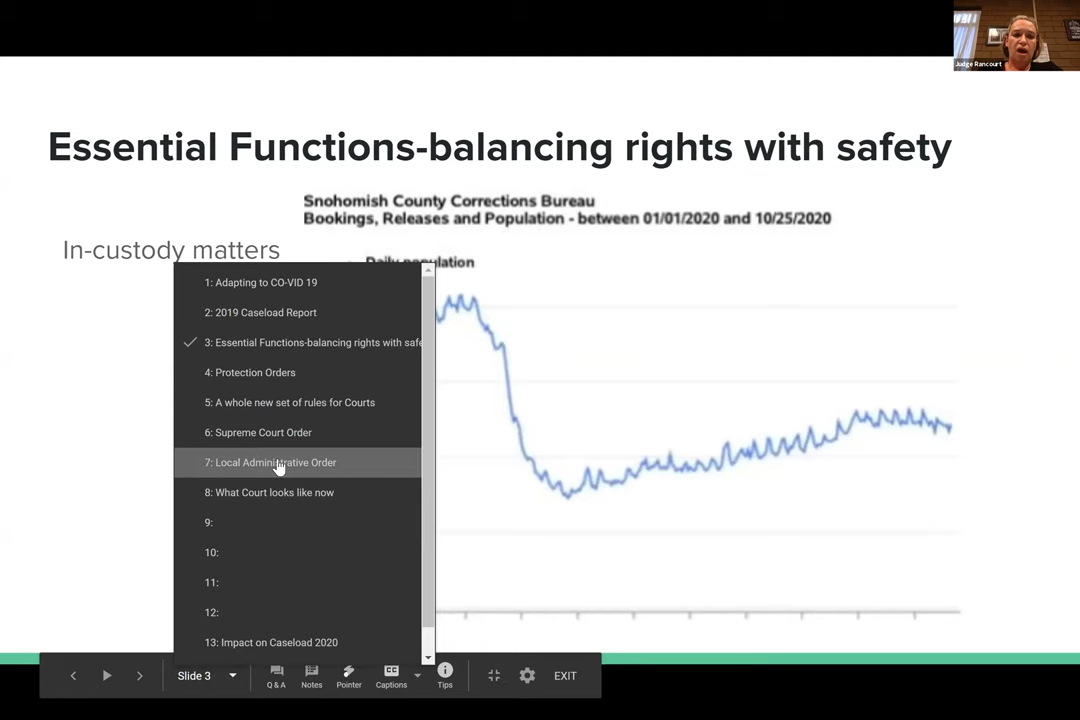 Judge Rancourt
Essential Functions-balancing rights with safety
Snohomish County Corrections Bureau
Bookings, Releases and Population - between 01/01/2020 and 10/25/2020
In-custody matters
Daily population
1: Adapting to CO-VID 19
2: 2019 Caseload Report
3: Essential Functions-balancing rights with safe
4: Protection Orders
5: A whole new set of rules for Courts
6: Supreme Court Order
7: Local Administrative Order
8: What Court looks like now
9:
10:
11:
12:
13: Impact on Caseload 2020
Slide 3
Q & A
Notes
Pointer
Captions
Tips
EXIT